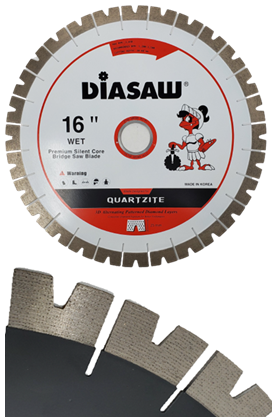 DIASAW®
16"
WET
Premium Silent Core
Bridge Saw Blade
Warning
MADE IN KOREA
QUARTZITE